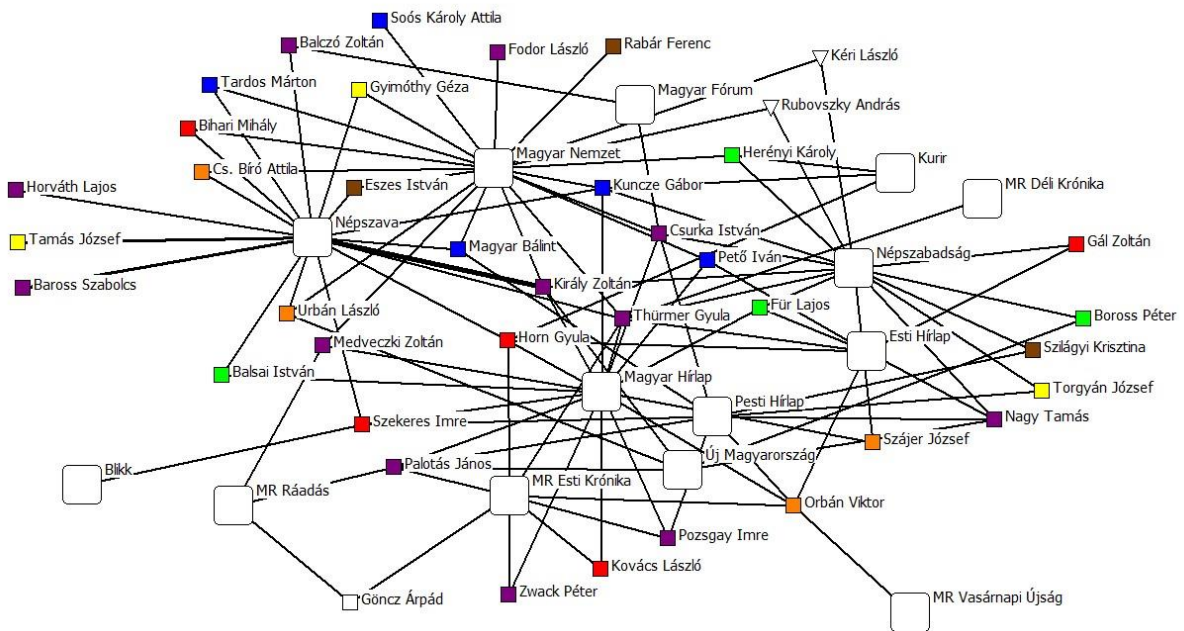 Soós Károly Attila
Balczó Zoltán
Fodor László
Rabár Ferenc
Kéri László
Tardos Márton
Gyimóthy Géza
Magyar Fórum
Rubovszky András
Bihari Mihály
Magyar Nemzet
Herényi Károly
Kurir
Cs. Bíró Attila
Horváth Lajos
Eszes István
Kuncze Gábor
MR Déli Krónika
Népszava
Tamás József
Magyar Bálint
Csurka István
Népszabadság
Gál Zoltán
Pető Iván
Baross Szabolcs
Király Zoltán
Urbán László
Thürmer Gyula
Für Lajos
Boross Péter
Medveczki Zoltán
Horn Gyula
Esti Hírlap
Szilágyi Krisztina
Balsai István
Magyar Hírlap
Torgyán József
Pesti Hírlap
Szekeres Imre
Nagy Tamás
Szájer József
Blikk
Palotás János
Új Magyarország
MR Ráadás
MR Esti Krónika
Orbán Viktor
Pozsgay Imre
Kovács László
Göncz Árpád
Zwack Péter
MR Vasárnapi Újság